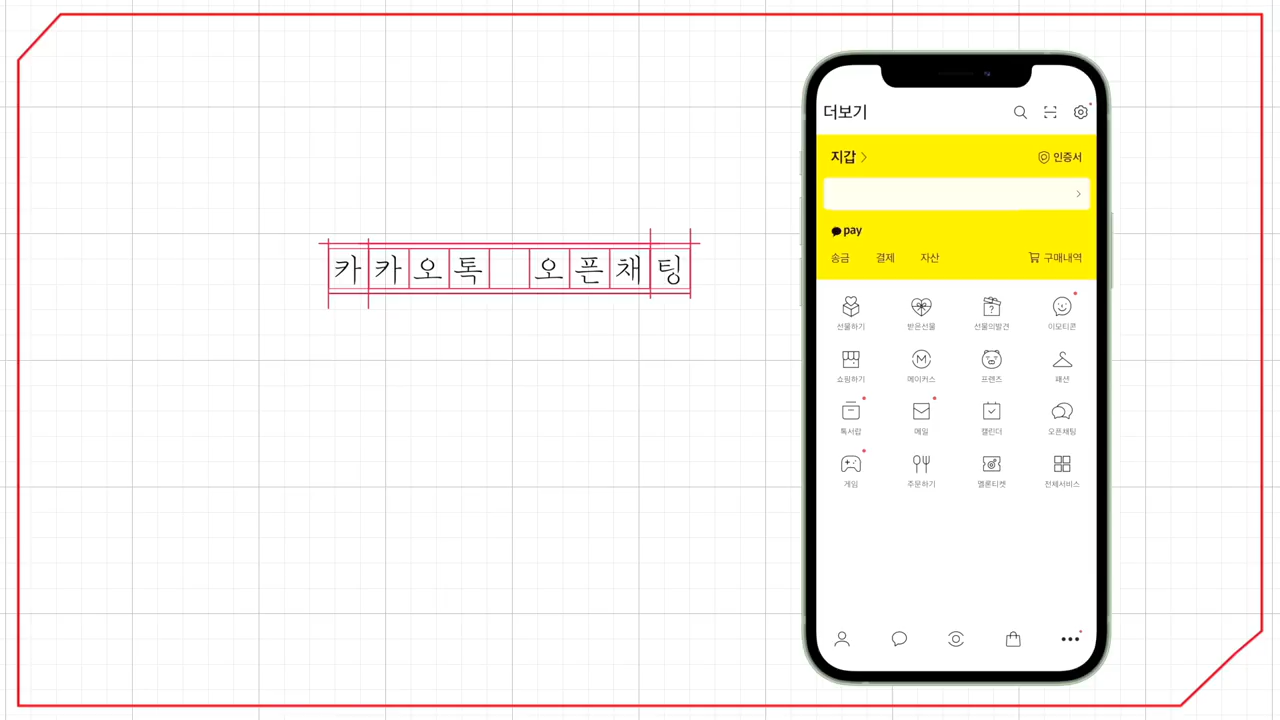 카카오톡 오픈채팅
더보기
지갑
인증서
pay
송금 결제 자산 구매내역
선물하기 받은선물 선물의발견 이모티콘
쇼핑하기 메이커스 프렌즈 패션
톡서랍 메일 캘린더 오픈채팅
게임 주문하기 멜론티켓 전체서비스